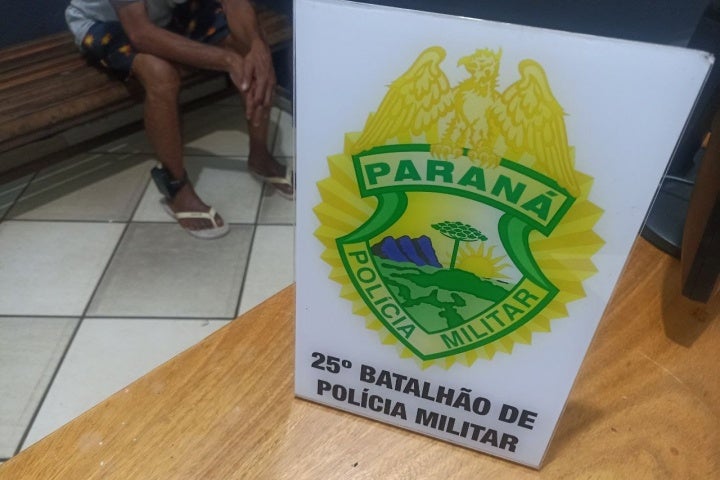 PARANÁ
POLÍCIA MILITAR
25º BATALHÃO DE
POLÍCIA MILITAR